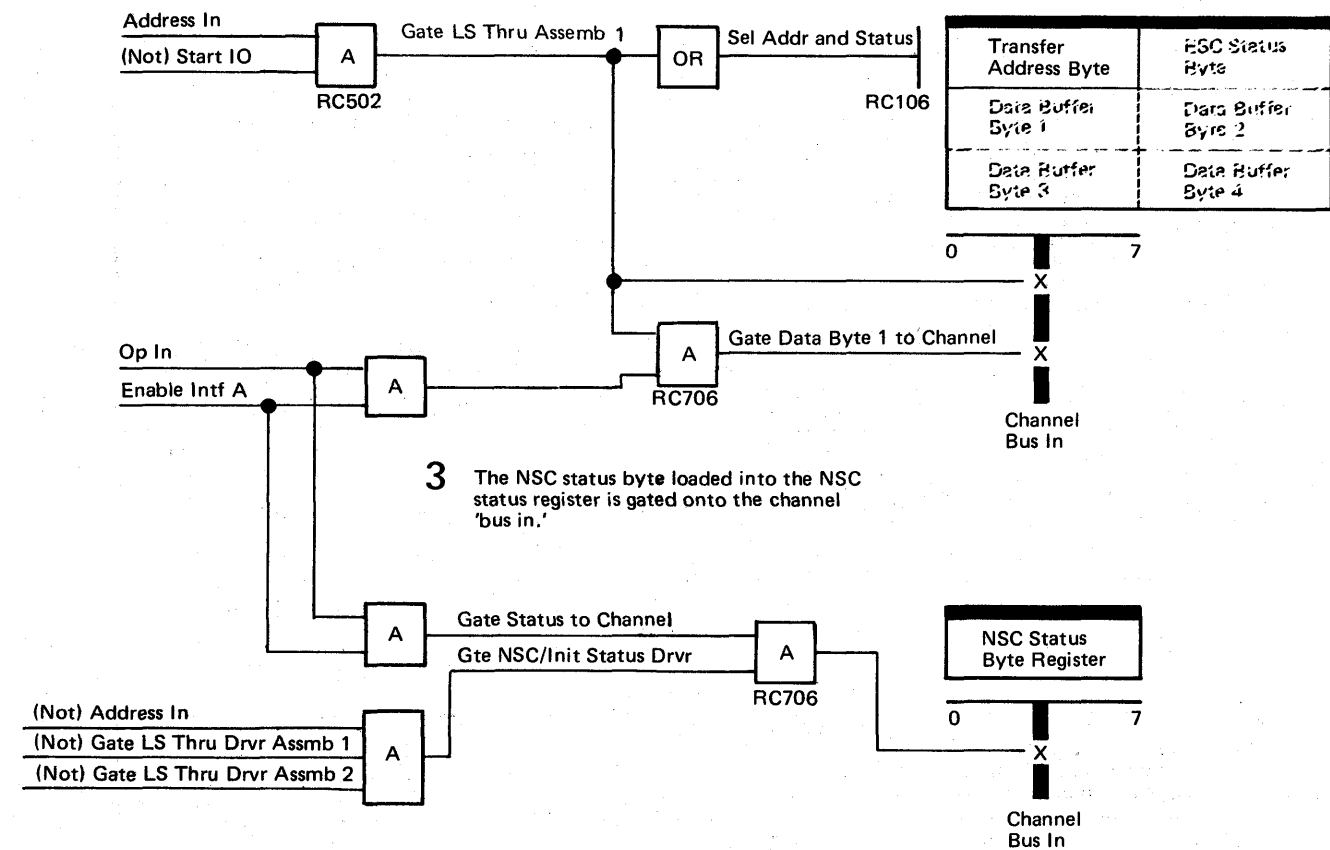 Address In
(Not) Start IO
A
RC502
Gate LS Thru Assemb 1
OR
Sel Addr and Status
RC106
Transfer
Address Byte
ESC Status
Byte
Data Buffer
Byte 1
Data Buffer
Byte 2
Data Buffer
Byte 3
Data Buffer
Byte 4
0
7
X
Op In
Enable Intf A
A
A
RC706
Gate Data Byte 1 to Channel
X
Channel
Bus In
3
The NSC status byte loaded into the NSC
status register is gated onto the channel
'bus in.'
A
Gate Status to Channel
Gte NSC/Init Status Drvr
A
RC706
NSC Status
Byte Register
(Not) Address In
(Not) Gate LS Thru Drvr Assmb 1
(Not) Gate LS Thru Drvr Assmb 2
A
0
7
X
Channel
Bus In